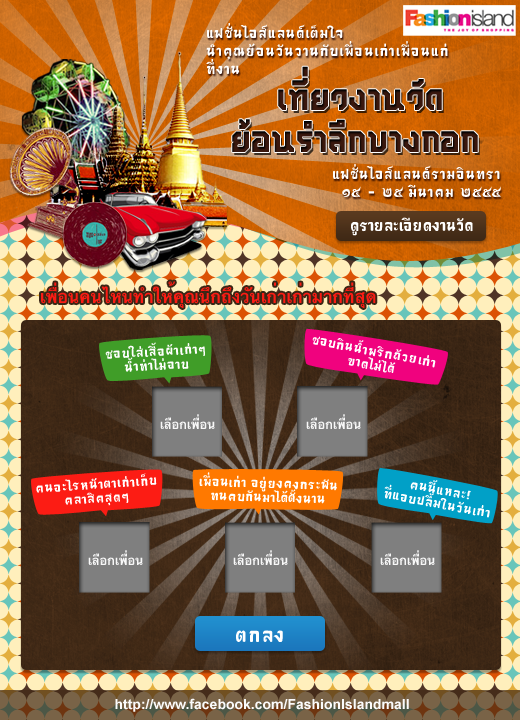 Fashionisland
THE JOY OF SHOPPING
แฟชั่นไอส์แลนด์เต็มใจ
นำคุณย้อนวันวานกับเพื่อนเก่าเพื่อนแก่
ที่งาน
เที่ยวงานวัด
ย้อนรำลึกบางกอก
แฟชั่นไอส์แลนด์รามอินทรา
๑๔ - ๒๔ มีนาคม ๒๕๕๔
ดูรายละเอียดงานวัด
เพื่อนคนไหนทำให้คุณนึกถึงวันเก่าเก่ามากที่สุด
ชอบใส่เสื้อผ้าเก่าๆ
น้ำท่าไม่อาบ
ชอบกินน้ำพริกถ้วยเก่า
ขาดไม่ได้
เลือกเพื่อน
เลือกเพื่อน
คนอะไรหน้าตาเก่าเก็บ
คลาสิคสุดๆ
เพื่อนเก่า อยู่ยงคงกระพัน
ทนคบกันมาได้ตั้งนาน
คนนี้แหละ!
ที่แอบปลื้มในวันเก่า
เลือกเพื่อน
เลือกเพื่อน
เลือกเพื่อน
ตกลง
http://www.facebook.com/FashionIslandmall